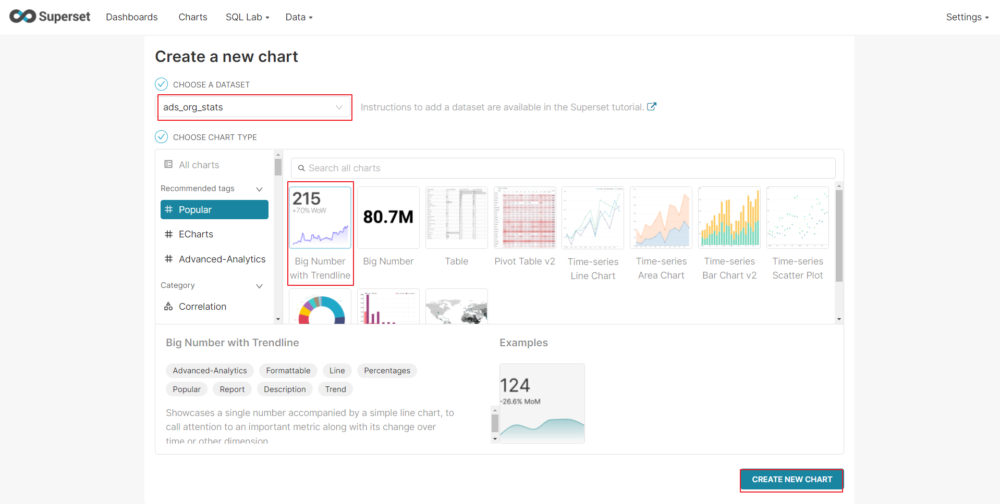 Superset
Dashboards
Charts
SQL Lab
Data
Settings
Create a new chart
CHOOSE A DATASET
ads_org_stats
Instructions to add a dataset are available in the Superset tutorial.
CHOOSE CHART TYPE
All charts
Recommended tags
Popular
ECharts
Advanced-Analytics
Category
Correlation
Search all charts
215
+7.0% WoW
Big Number
with Trendline
80.7M
Big Number
Table
Pivot Table v2
Time-series
Line Chart
Time-series
Area Chart
Time-series
Bar Chart v2
Time-series
Scatter Plot
Big Number with Trendline
Advanced-Analytics
Formattable
Line
Percentages
Popular
Report
Description
Trend
Showcases a single number accompanied by a simple line chart, to
call attention to an important metric along with its change over
time or other dimension
Examples
124
-26.6% MoM
CREATE NEW CHART